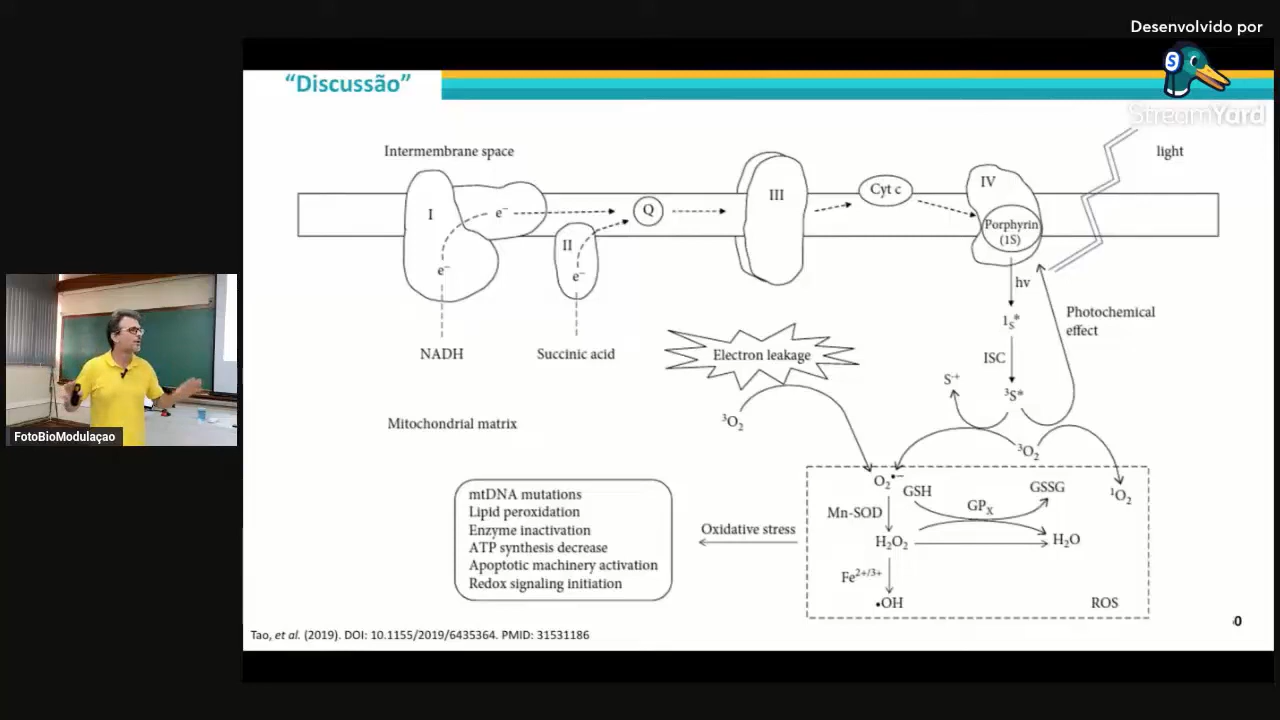 Desenvolvido por
S
StreamYard
“Discussão”
Intermembrane space
light
I
e⁻
Q
III
Cyt c
IV
Porphyrin
(1S)
II
e⁻
e⁻
hv
¹S*
Photochemical
effect
NADH
Succinic acid
Electron leakage
ISC
S·⁺
³S*
³O₂
Mitochondrial matrix
³O₂
O₂•⁻
GSH
GSSG
¹O₂
mtDNA mutations
Lipid peroxidation
Enzyme inactivation
ATP synthesis decrease
Apoptotic machinery activation
Redox signaling initiation
Oxidative stress
Mn-SOD
GPₓ
H₂O₂
H₂O
Fe²⁺/³⁺
•OH
ROS
FotoBioModulaçao
Tao, et al. (2019). DOI: 10.1155/2019/6435364. PMID: 31531186
0